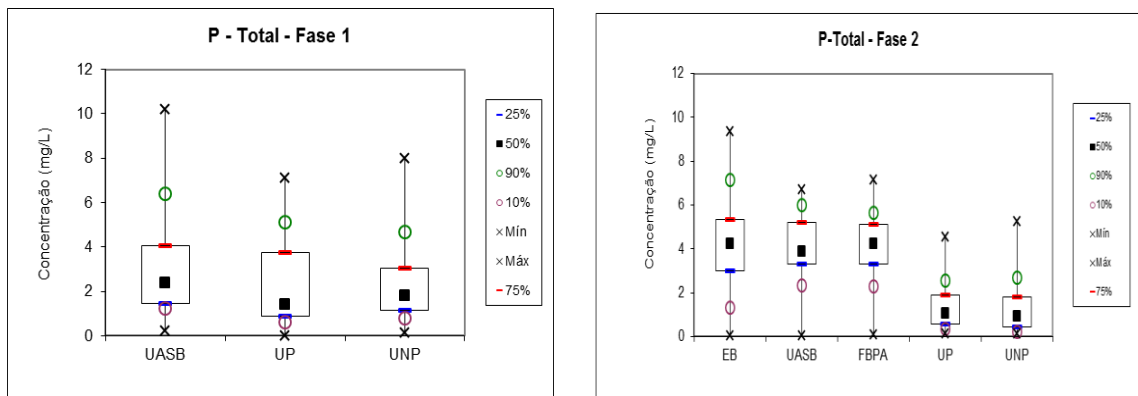 P - Total - Fase 1
Concentração (mg/L)
12
10
8
6
4
2
0
UASB UP UNP
25%
50%
90%
10%
Mín
Máx
75%
P-Total - Fase 2
Concentração (mg/L)
12
10
8
6
4
2
0
EB UASB FBPA UP UNP
25%
50%
90%
10%
Mín
Máx
75%